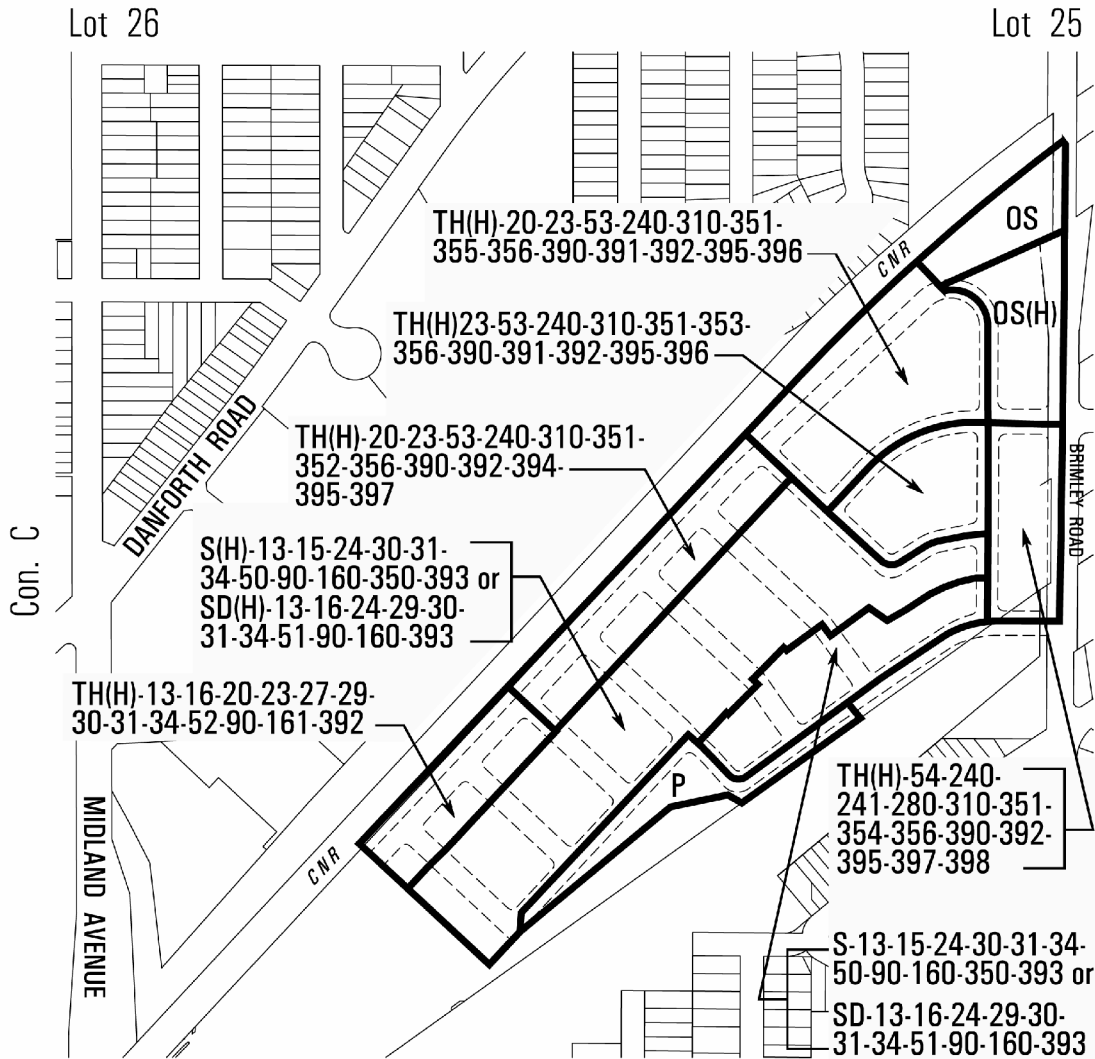 Lot 26
Lot 25
TH(H)-20-23-53-240-310-351-
355-356-390-391-392-395-396
CNR
OS
OS(H)
TH(H)23-53-240-310-351-353-
356-390-391-392-395-396
DANFORTH ROAD
TH(H)-20-23-53-240-310-351-
352-356-390-392-394-
395-397
BRIMLEY ROAD
Con. C
S(H)-13-15-24-30-31-
34-50-90-160-350-393 or
SD(H)-13-16-24-29-30-
31-34-51-90-160-393
TH(H)-13-16-20-23-27-29-
30-31-34-52-90-161-392
P
MIDLAND AVENUE
CNR
TH(H)-54-240-
241-280-310-351-
354-356-390-392-
395-397-398
S-13-15-24-30-31-34-
50-90-160-350-393 or
SD-13-16-24-29-30-
31-34-51-90-160-393